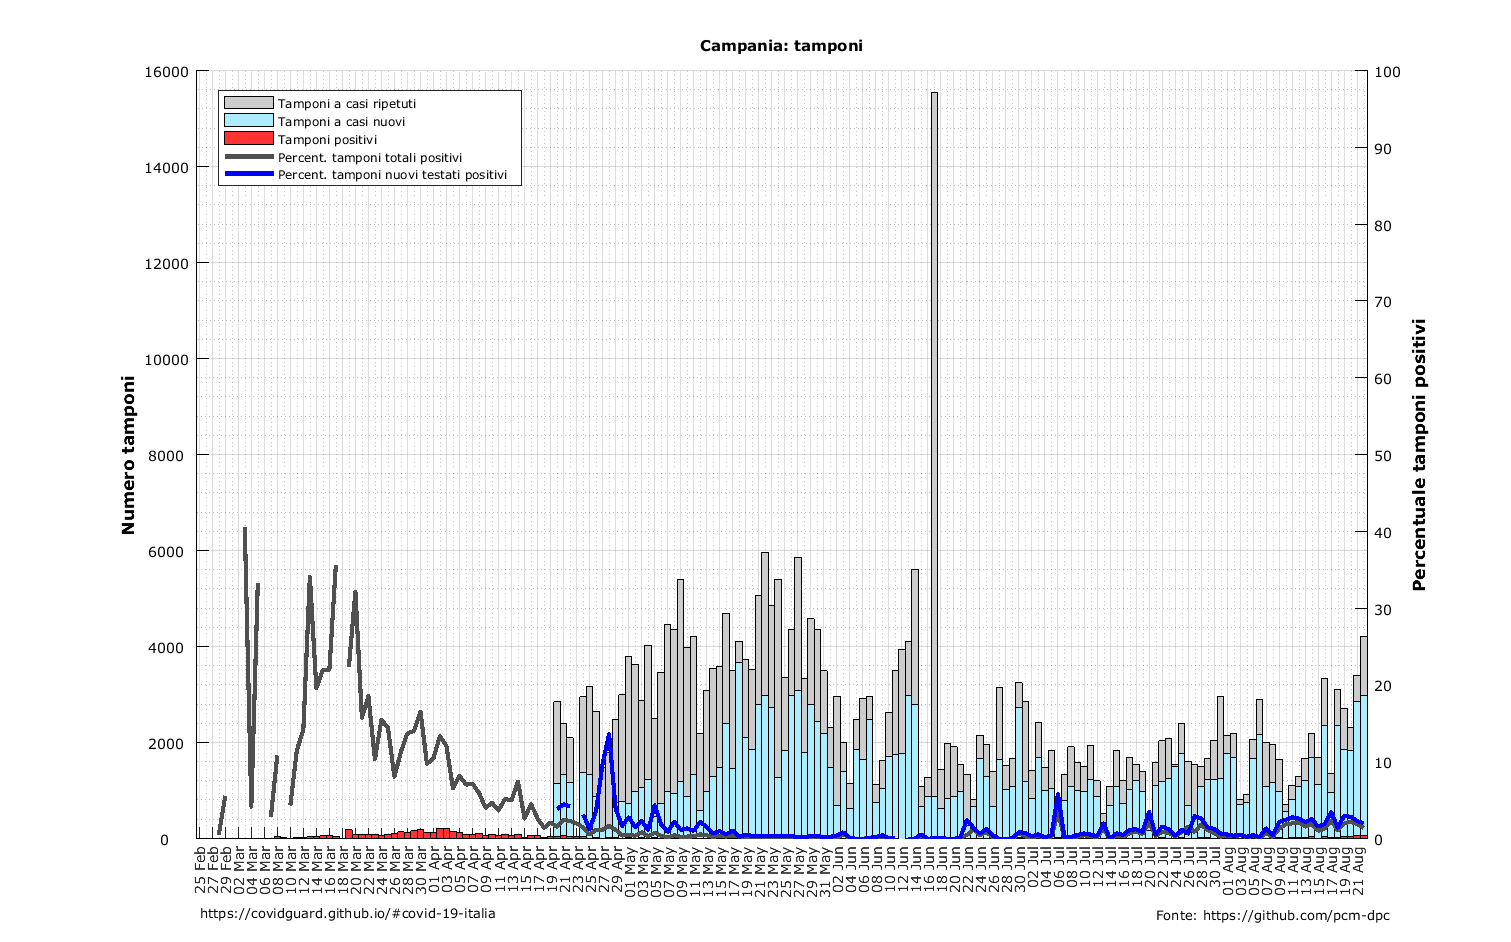 Campania: tamponi
16000
14000
12000
10000
8000
6000
4000
2000
0
Numero tamponi
100
90
80
70
60
50
40
30
20
10
0
Percentuale tamponi positivi
Tamponi a casi ripetuti
Tamponi a casi nuovi
Tamponi positivi
Percent. tamponi totali positivi
Percent. tamponi nuovi testati positivi
25 Feb
27 Feb
29 Feb
02 Mar
04 Mar
06 Mar
08 Mar
10 Mar
12 Mar
14 Mar
16 Mar
18 Mar
20 Mar
22 Mar
24 Mar
26 Mar
28 Mar
30 Mar
01 Apr
03 Apr
05 Apr
07 Apr
09 Apr
11 Apr
13 Apr
15 Apr
17 Apr
19 Apr
21 Apr
23 Apr
25 Apr
27 Apr
29 Apr
01 May
03 May
05 May
07 May
09 May
11 May
13 May
15 May
17 May
19 May
21 May
23 May
25 May
27 May
29 May
31 May
02 Jun
04 Jun
06 Jun
08 Jun
10 Jun
12 Jun
14 Jun
16 Jun
18 Jun
20 Jun
22 Jun
24 Jun
26 Jun
28 Jun
30 Jun
02 Jul
04 Jul
06 Jul
08 Jul
10 Jul
12 Jul
14 Jul
16 Jul
18 Jul
20 Jul
22 Jul
24 Jul
26 Jul
28 Jul
30 Jul
01 Aug
03 Aug
05 Aug
07 Aug
09 Aug
11 Aug
13 Aug
15 Aug
17 Aug
19 Aug
21 Aug
https://covidguard.github.io/#covid-19-italia
Fonte: https://github.com/pcm-dpc